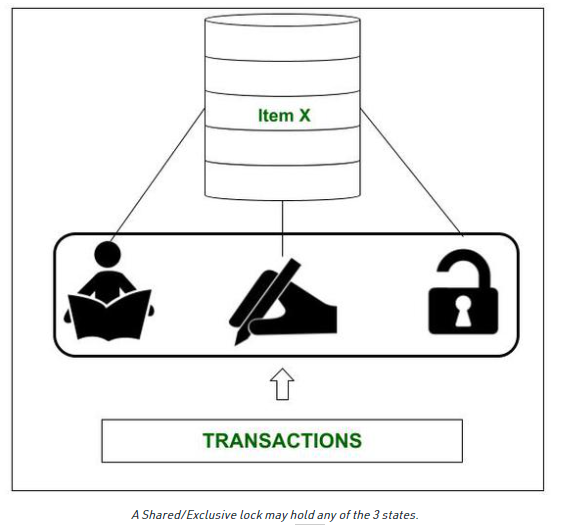 Item X
TRANSACTIONS
A Shared/Exclusive lock may hold any of the 3 states.